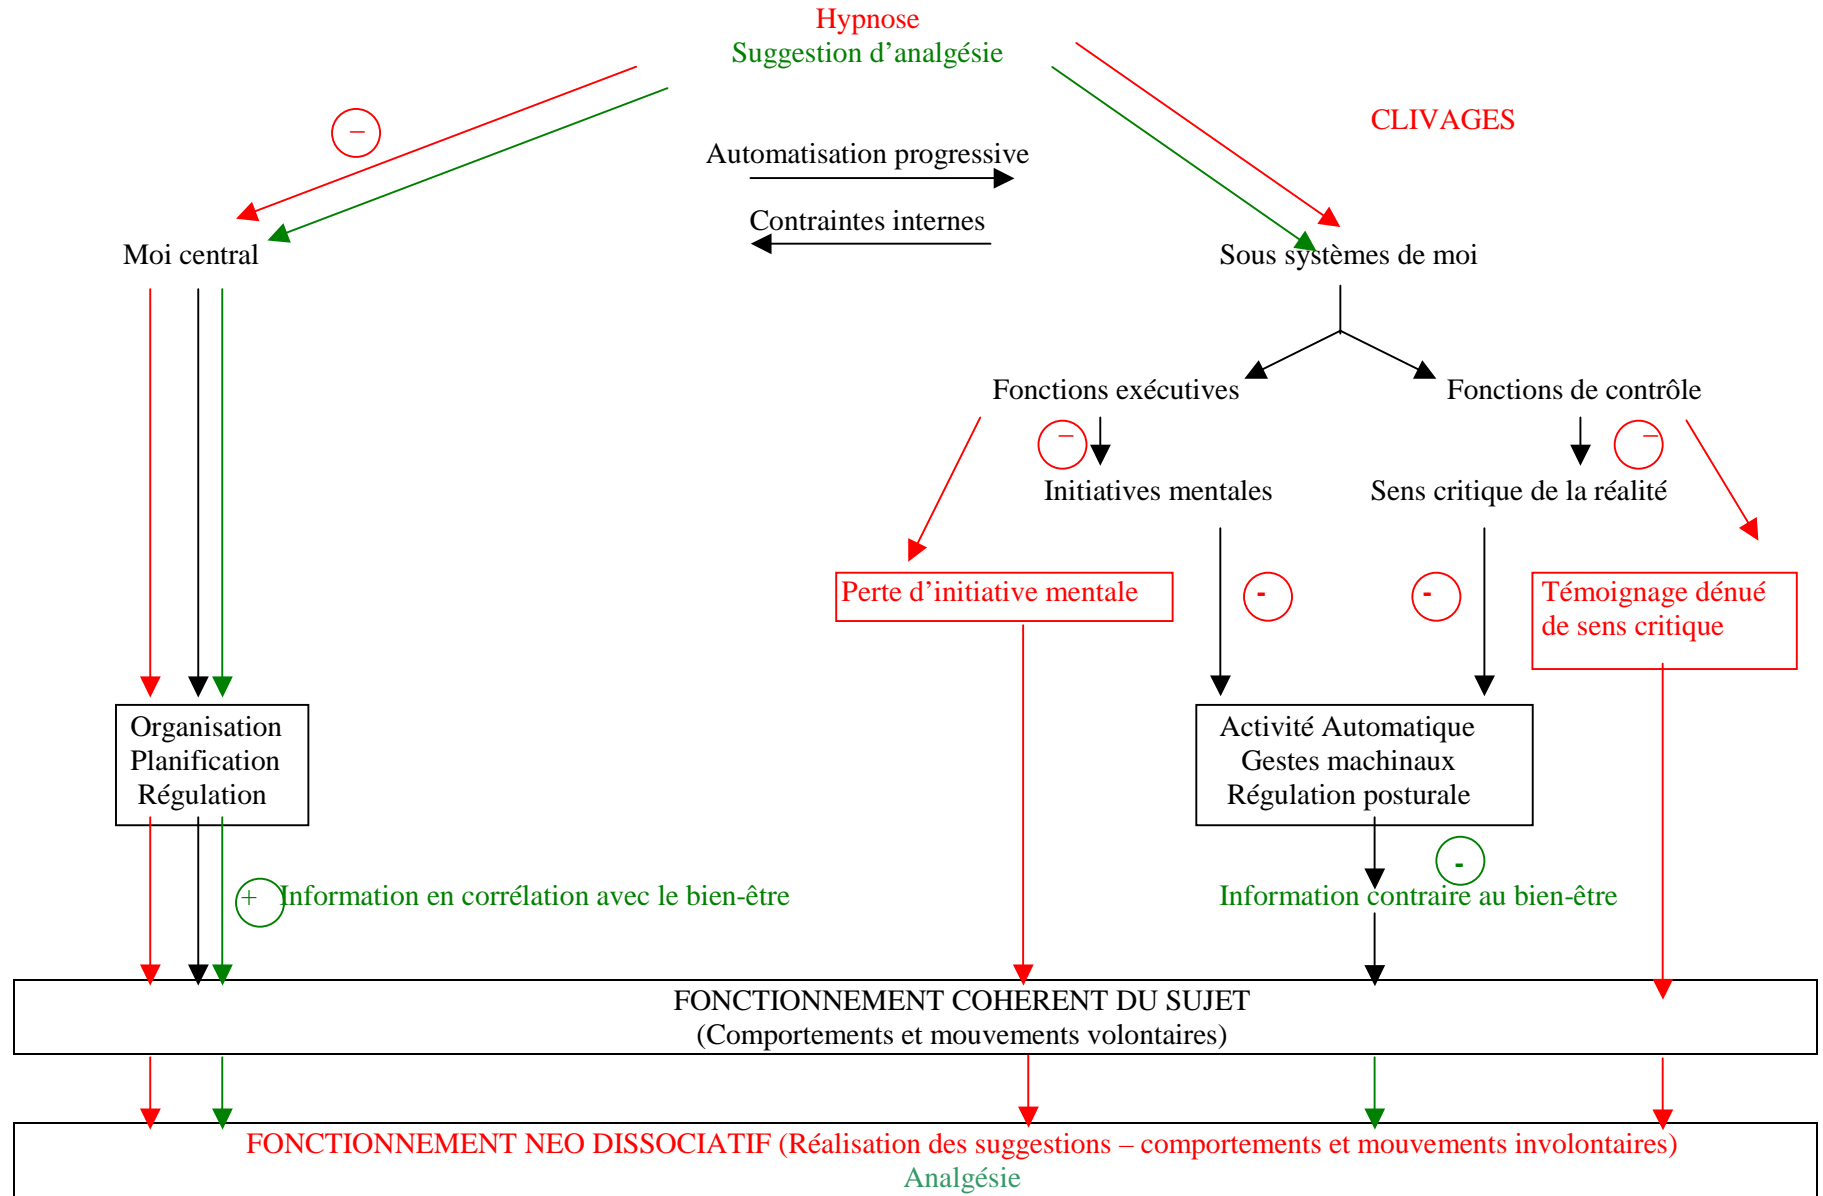 Hypnose
Suggestion d'analgésie
–
CLIVAGES
Automatisation progressive
Contraintes internes
Moi central
Sous systèmes de moi
Fonctions exécutives
Fonctions de contrôle
–
–
Initiatives mentales
Sens critique de la réalité
Perte d'initiative mentale
-
-
Témoignage dénué
de sens critique
Organisation
Planification
Régulation
Activité Automatique
Gestes machinaux
Régulation posturale
-
+ Information en corrélation avec le bien-être
Information contraire au bien-être
FONCTIONNEMENT COHERENT DU SUJET
(Comportements et mouvements volontaires)
FONCTIONNEMENT NEO DISSOCIATIF (Réalisation des suggestions – comportements et mouvements involontaires)
Analgésie